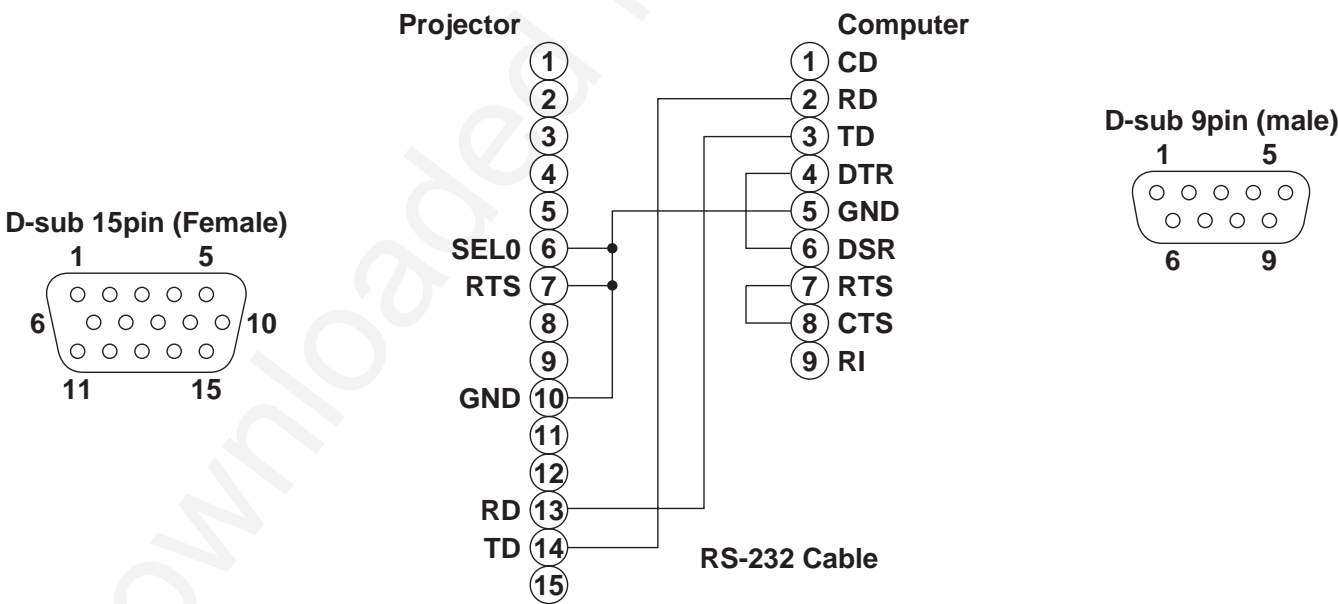 Projector
1
2
3
4
5
SEL0 6
RTS 7
8
9
GND 10
11
12
RD 13
TD 14
15
Computer
1 CD
2 RD
3 TD
4 DTR
5 GND
6 DSR
7 RTS
8 CTS
9 RI
RS-232 Cable
D-sub 15pin (Female)
1 5
6 10
11 15
D-sub 9pin (male)
1 5
6 9
ownloaded